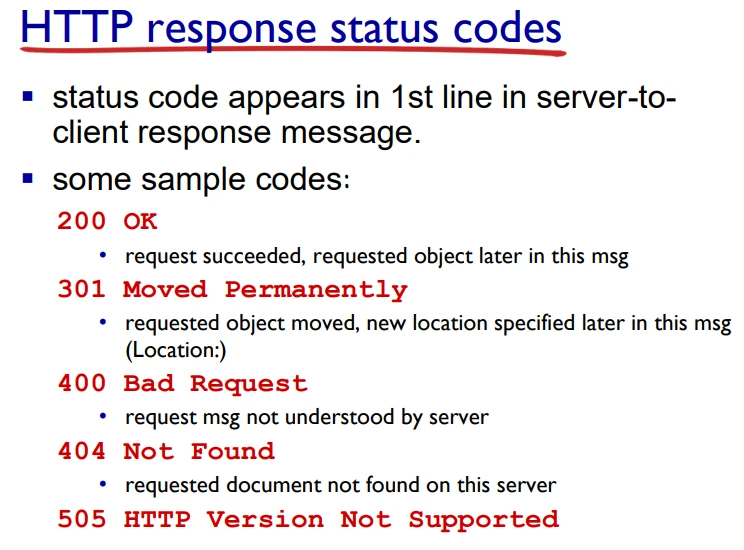 HTTP response status codes
▪ status code appears in 1st line in server-to-
client response message.
▪ some sample codes:
200 OK
• request succeeded, requested object later in this msg
301 Moved Permanently
• requested object moved, new location specified later in this msg
(Location:)
400 Bad Request
• request msg not understood by server
404 Not Found
• requested document not found on this server
505 HTTP Version Not Supported